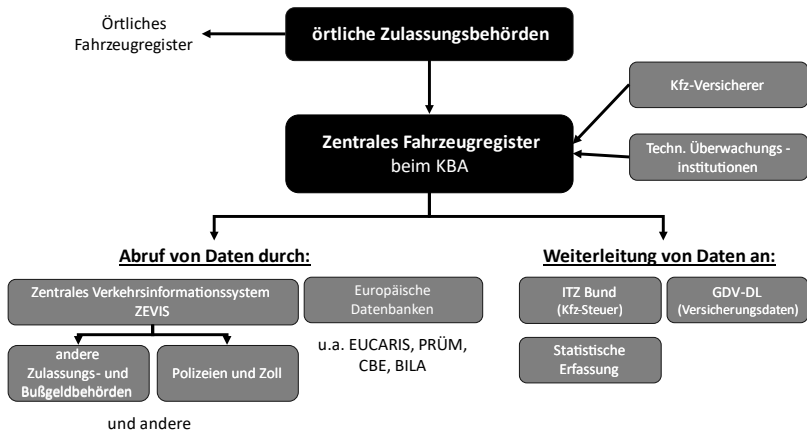 Örtliches
Fahrzeugregister
örtliche Zulassungsbehörden
Kfz-Versicherer
Zentrales Fahrzeugregister
beim KBA
Techn. Überwachungs -
institutionen
Abruf von Daten durch:
Weiterleitung von Daten an:
Zentrales Verkehrsinformationssystem
ZEVIS
Europäische
Datenbanken
ITZ Bund
(Kfz-Steuer)
GDV-DL
(Versicherungsdaten)
u.a. EUCARIS, PRÜM,
CBE, BILA
andere
Zulassungs- und
Bußgeldbehörden
Polizeien und Zoll
Statistische
Erfassung
und andere